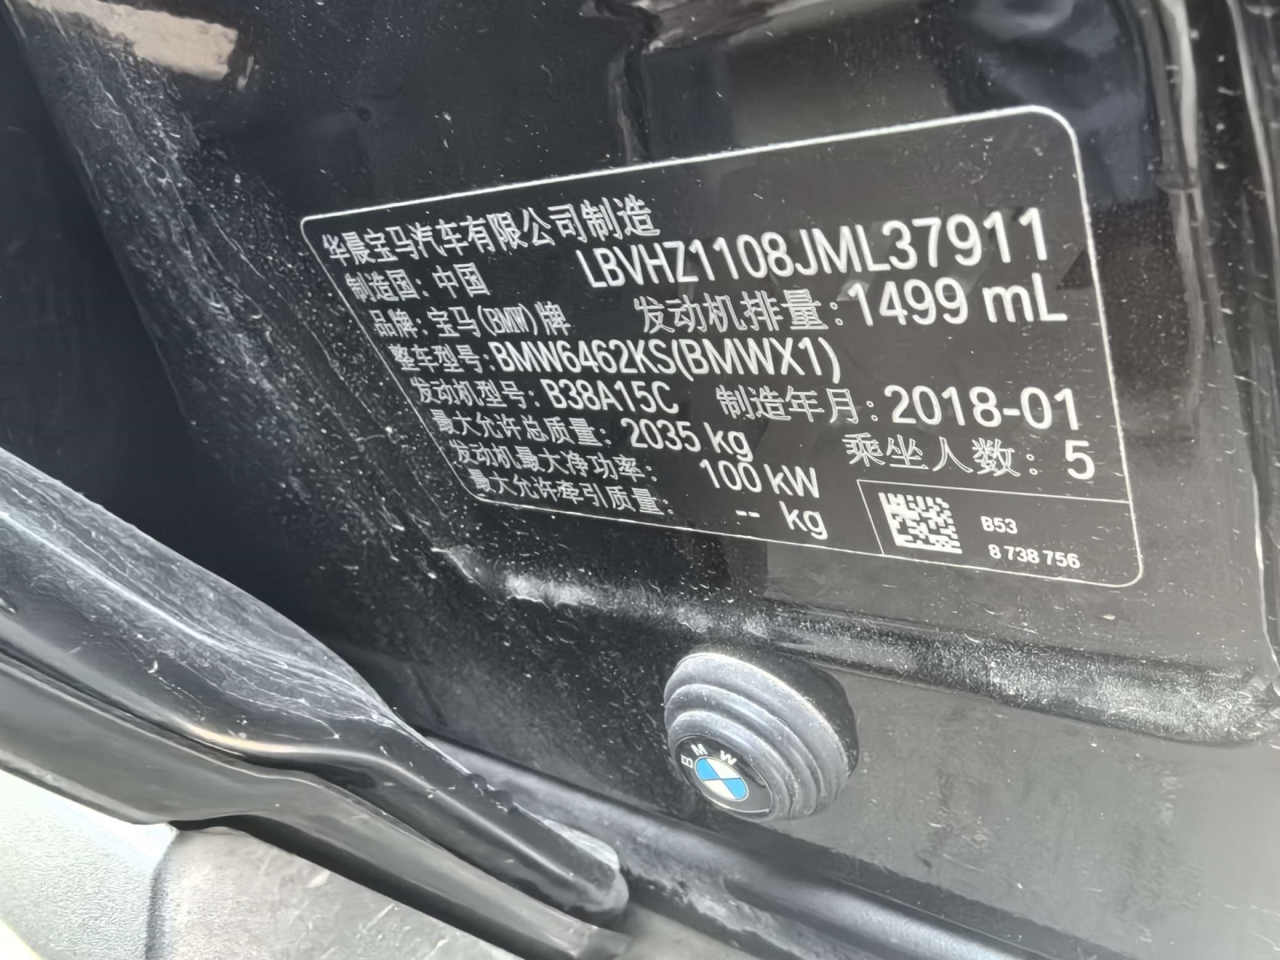 华晨宝马汽车有限公司制造
制造国：中国 LBVHZ1108JML37911
品牌：宝马(BMW)牌 发动机排量：1499 mL
整车型号：BMW6462KS(BMWX1)
发动机型号：B38A15C 制造年月：2018-01
最大允许总质量：2035 kg 乘坐人数：5
发动机最大净功率：100 kW
最大允许牵引质量：-- kg
B53
8 738 756
BMW